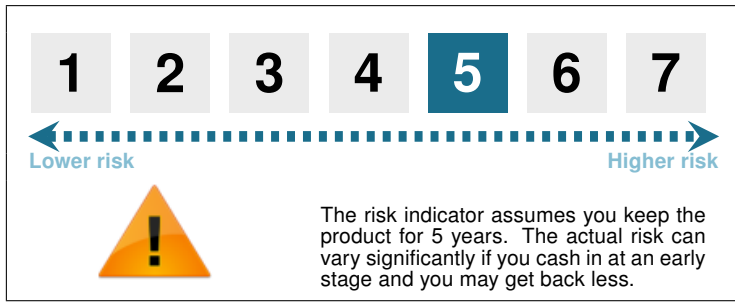 1 2 3 4 5 6 7
Lower risk Higher risk
!
The risk indicator assumes you keep the
product for 5 years. The actual risk can
vary significantly if you cash in at an early
stage and you may get back less.